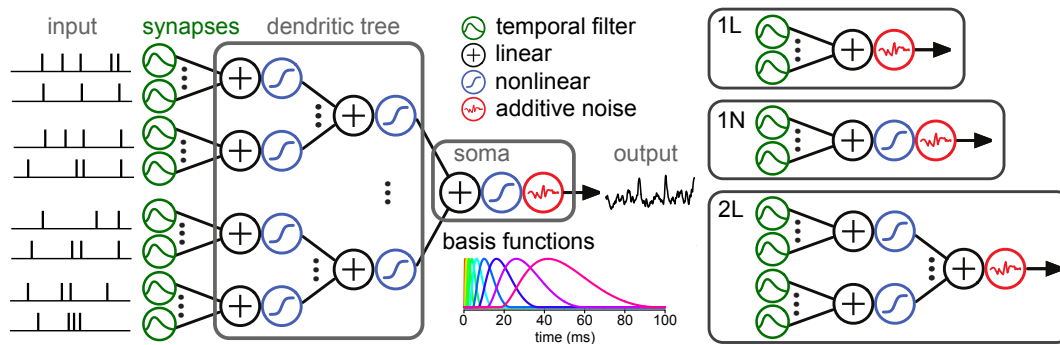 input
synapses
dendritic tree
temporal filter
linear
nonlinear
additive noise
soma
output
basis functions
0 20 40 60 80 100
time (ms)
1L
1N
2L